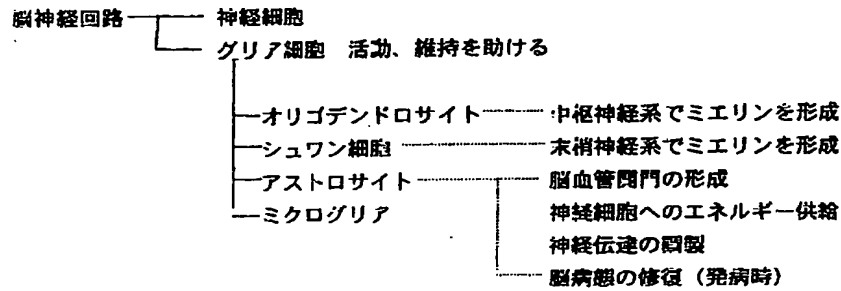 脳神経回路 神経細胞
グリア細胞 活動、維持を助ける
オリゴデンドロサイト 中枢神経系でミエリンを形成
シュワン細胞 末梢神経系でミエリンを形成
アストロサイト 脳血管関門の形成
ミクログリア 神経細胞へのエネルギー供給
神経伝達の調製
脳病態の修復（発病時）